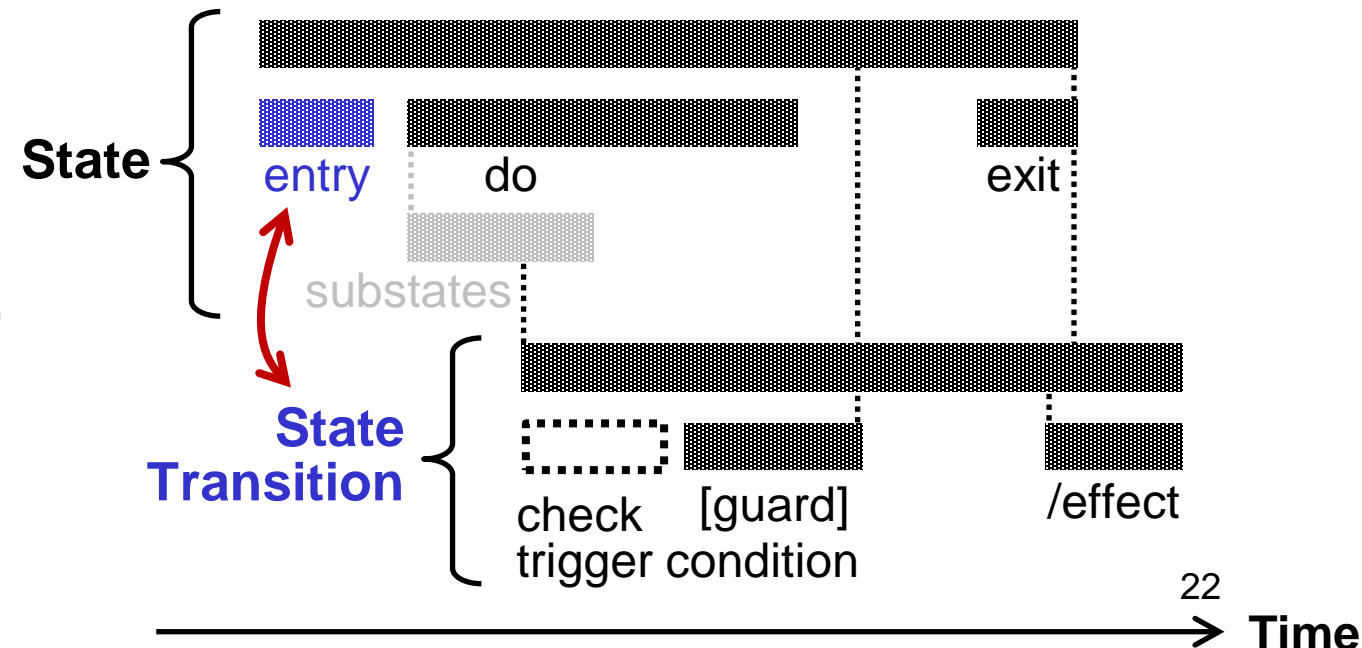 State
entry
do
exit
substates
State
Transition
check
trigger condition
[guard]
/effect
22
Time